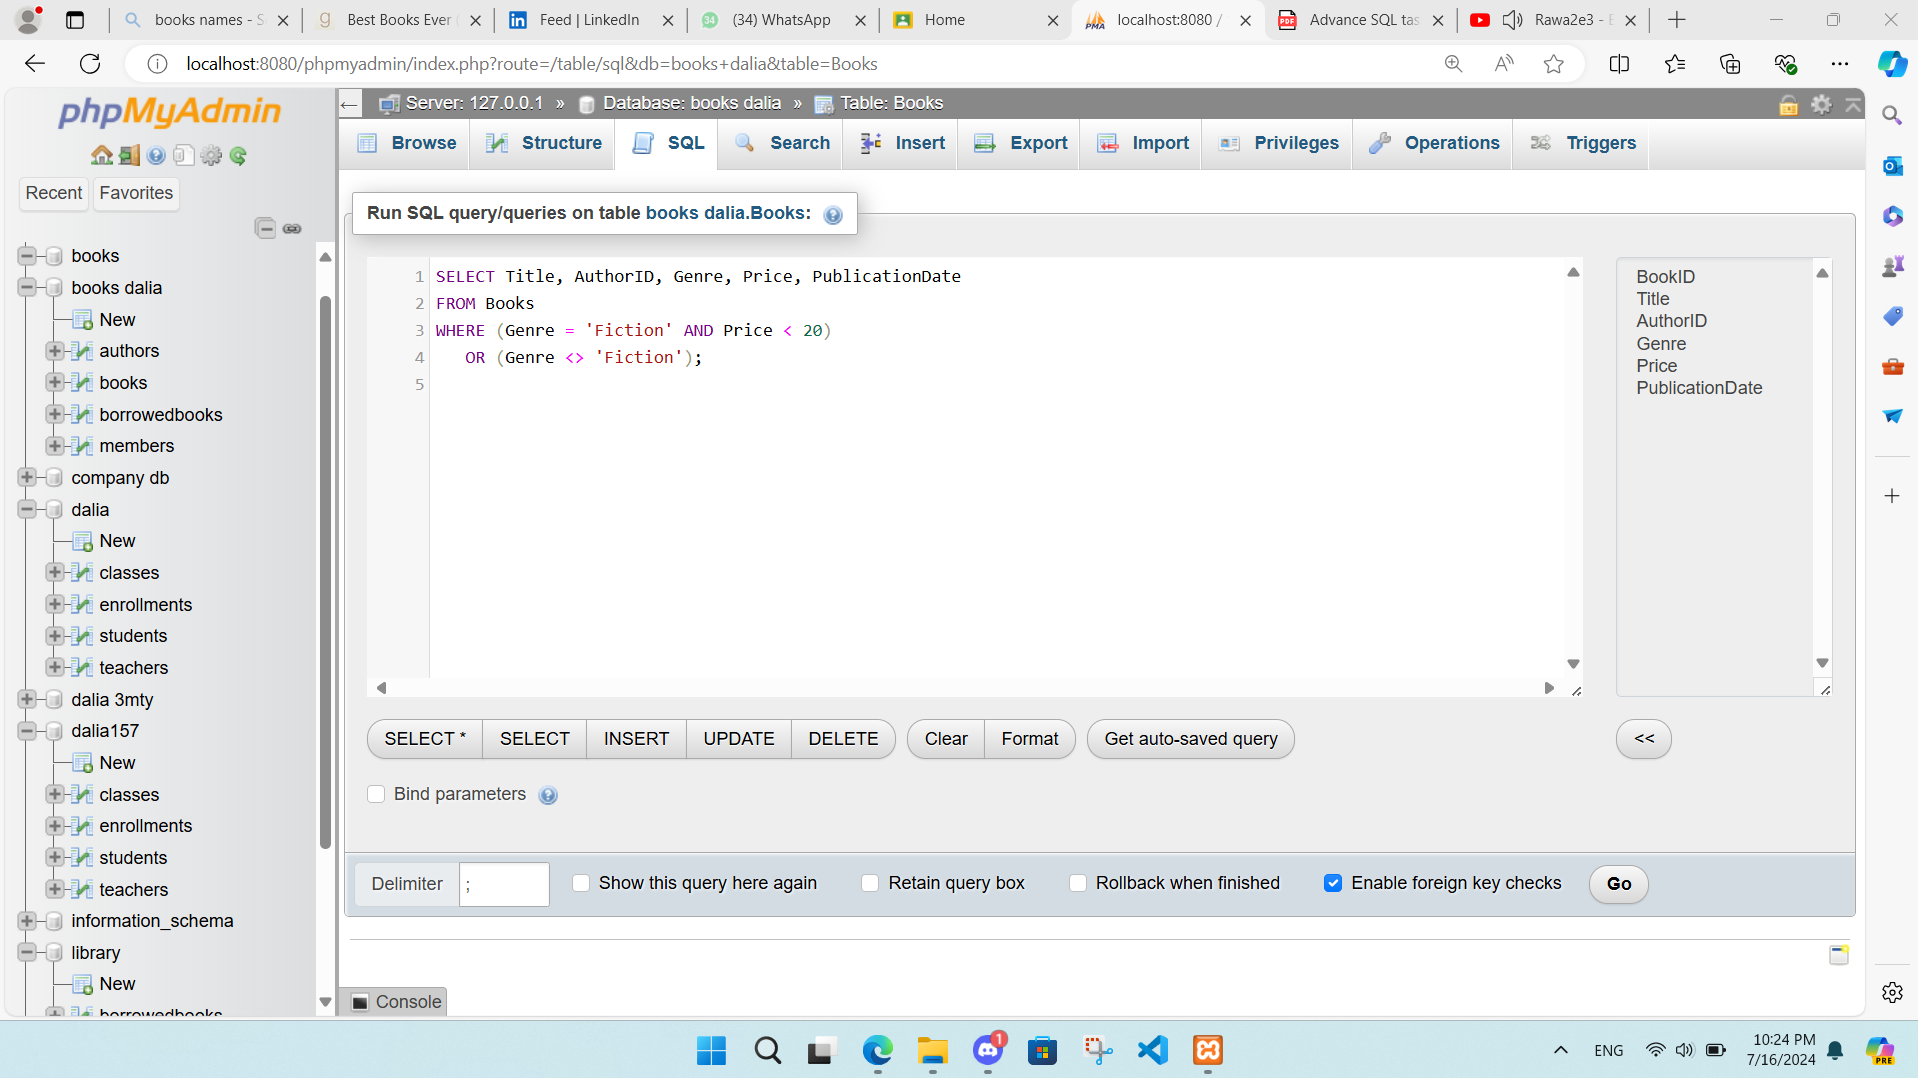 books names - S
Best Books Ever
Feed | LinkedIn
(34) WhatsApp
Home
localhost:8080 /
Advance SQL tas
Rawa2e3 -
localhost:8080/phpmyadmin/index.php?route=/table/sql&db=books+dalia&table=Books
phpMyAdmin
Recent
Favorites
books
books dalia
New
authors
books
borrowedbooks
members
company db
dalia
New
classes
enrollments
students
teachers
dalia 3mty
dalia157
New
classes
enrollments
students
teachers
information_schema
library
New
borrowedbooks
Server: 127.0.0.1 » Database: books dalia » Table: Books
Browse
Structure
SQL
Search
Insert
Export
Import
Privileges
Operations
Triggers
Run SQL query/queries on table books dalia.Books:
1 SELECT Title, AuthorID, Genre, Price, PublicationDate
2 FROM Books
3 WHERE (Genre = 'Fiction' AND Price < 20)
4 OR (Genre <> 'Fiction');
5
BookID
Title
AuthorID
Genre
Price
PublicationDate
SELECT *
SELECT
INSERT
UPDATE
DELETE
Clear
Format
Get auto-saved query
<<
Bind parameters
Delimiter
;
Show this query here again
Retain query box
Rollback when finished
Enable foreign key checks
Go
Console
1
ENG
10:24 PM
7/16/2024
PRE